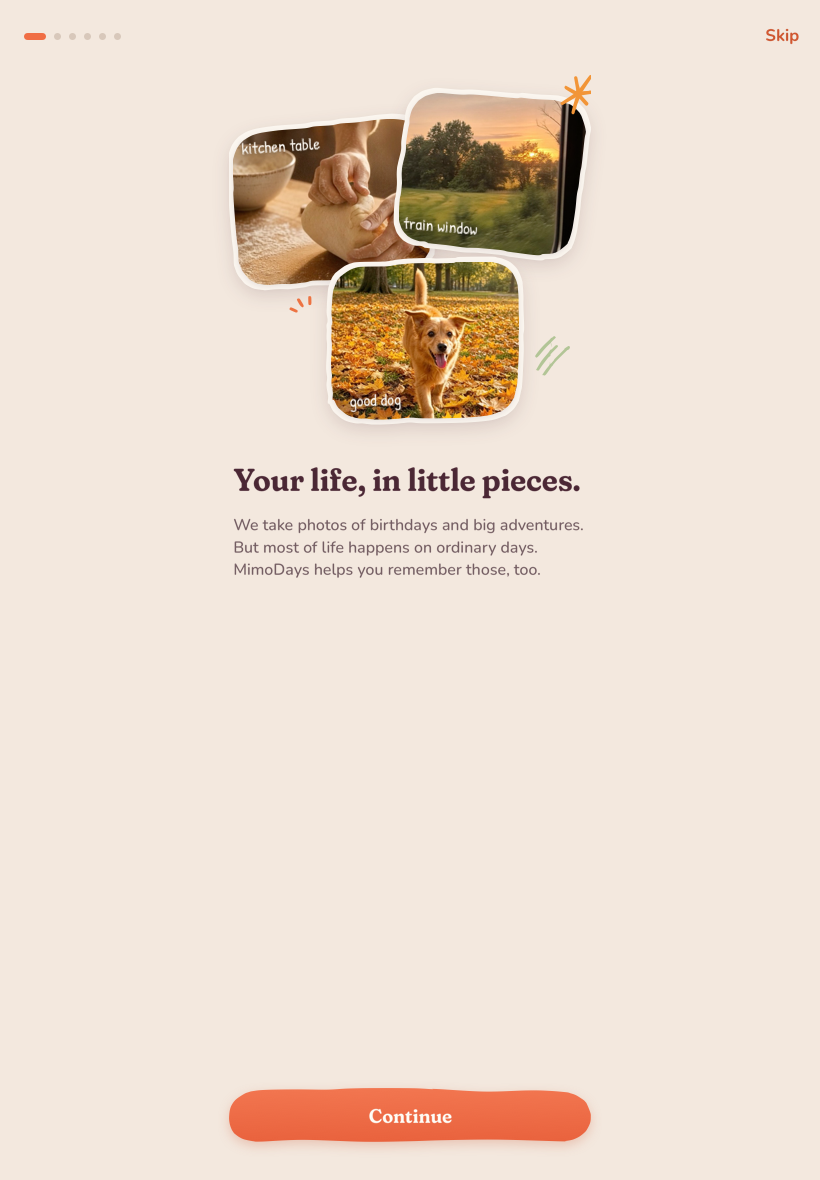 Skip
kitchen table
train window
good dog
Your life, in little pieces.
We take photos of birthdays and big adventures.
But most of life happens on ordinary days.
MimoDays helps you remember those, too.
Continue